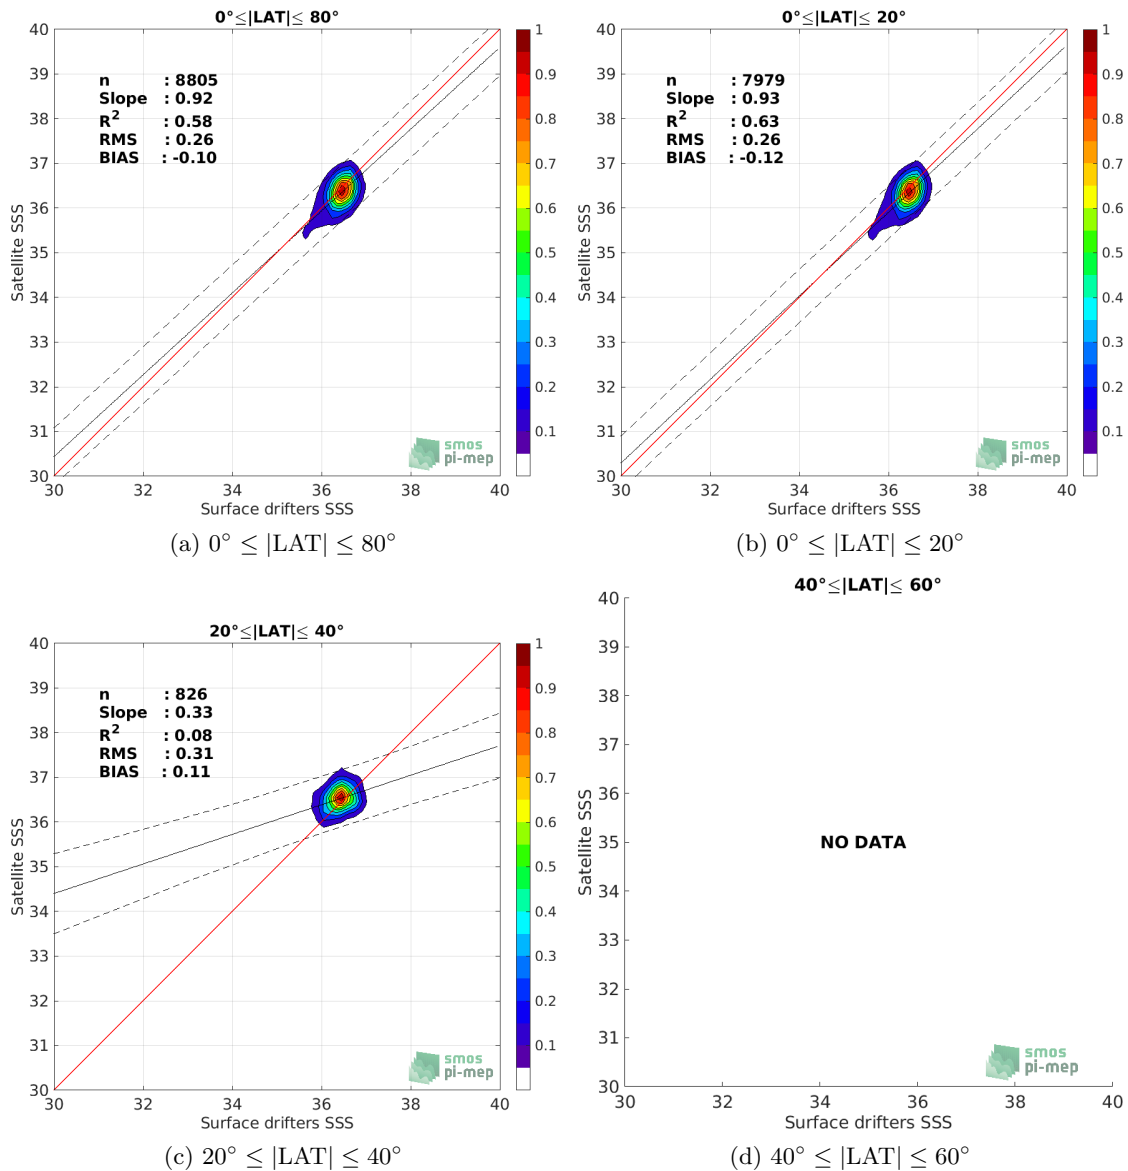 0°≤|LAT|≤ 80°
40
39
38
37
36
35
34
33
32
31
30
Satellite SSS
n : 8805
Slope : 0.92
R² : 0.58
RMS : 0.26
BIAS : -0.10
1
0.9
0.8
0.7
0.6
0.5
0.4
0.3
0.2
0.1
smos
pi-mep
30 32 34 36 38 40
Surface drifters SSS
(a) 0° ≤ |LAT| ≤ 80°
0°≤|LAT|≤ 20°
40
39
38
37
36
35
34
33
32
31
30
Satellite SSS
n : 7979
Slope : 0.93
R² : 0.63
RMS : 0.26
BIAS : -0.12
1
0.9
0.8
0.7
0.6
0.5
0.4
0.3
0.2
0.1
smos
pi-mep
30 32 34 36 38 40
Surface drifters SSS
(b) 0° ≤ |LAT| ≤ 20°
20°≤|LAT|≤ 40°
40
39
38
37
36
35
34
33
32
31
30
Satellite SSS
n : 826
Slope : 0.33
R² : 0.08
RMS : 0.31
BIAS : 0.11
1
0.9
0.8
0.7
0.6
0.5
0.4
0.3
0.2
0.1
smos
pi-mep
30 32 34 36 38 40
Surface drifters SSS
(c) 20° ≤ |LAT| ≤ 40°
40°≤|LAT|≤ 60°
40
39
38
37
36
35
34
33
32
31
30
Satellite SSS
NO DATA
smos
pi-mep
30 32 34 36 38 40
Surface drifters SSS
(d) 40° ≤ |LAT| ≤ 60°